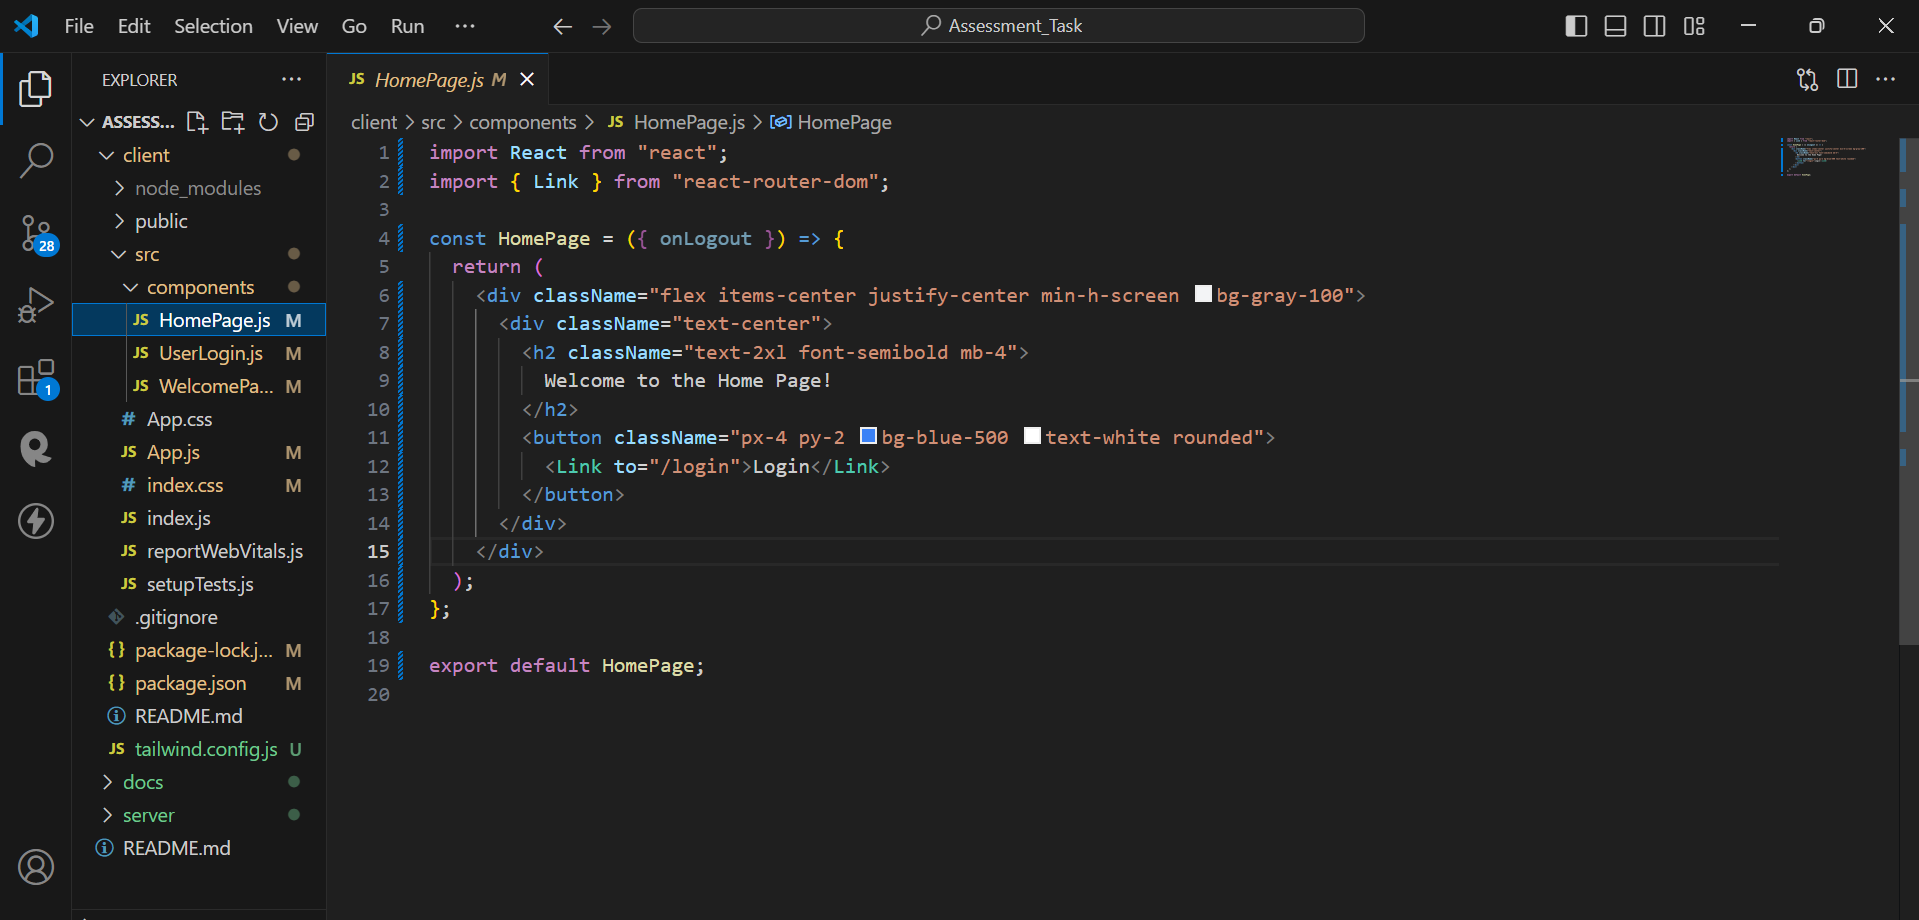 File Edit Selection View Go Run ··· Assessment_Task
EXPLORER ···
ASSESS...
client
node_modules
public
src
components
JS HomePage.js M
JS UserLogin.js M
JS WelcomePa... M
# App.css
JS App.js M
# index.css M
JS index.js
JS reportWebVitals.js
JS setupTests.js
.gitignore
{} package-lock.j... M
{} package.json M
README.md
JS tailwind.config.js U
docs
server
README.md
28
1
JS HomePage.js M
client > src > components > JS HomePage.js > HomePage
1 import React from "react";
2 import { Link } from "react-router-dom";
3
4 const HomePage = ({ onLogout }) => {
5 return (
6 <div className="flex items-center justify-center min-h-screen bg-gray-100">
7 <div className="text-center">
8 <h2 className="text-2xl font-semibold mb-4">
9 Welcome to the Home Page!
10 </h2>
11 <button className="px-4 py-2 bg-blue-500 text-white rounded">
12 <Link to="/login">Login</Link>
13 </button>
14 </div>
15 </div>
16 );
17 };
18
19 export default HomePage;
20